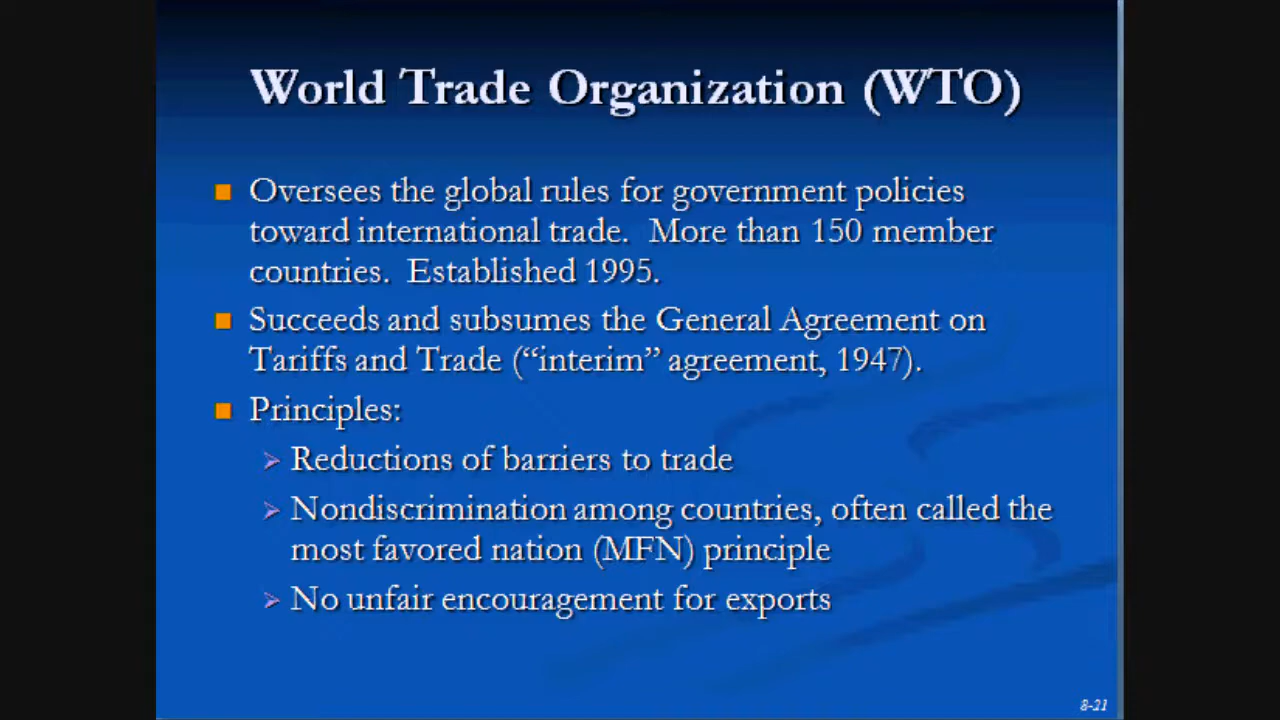 World Trade Organization (WTO)
Oversees the global rules for government policies
toward international trade.  More than 150 member
countries.  Established 1995.
Succeeds and subsumes the General Agreement on
Tariffs and Trade (“interim” agreement, 1947).
Principles:
Reductions of barriers to trade
Nondiscrimination among countries, often called the
most favored nation (MFN) principle
No unfair encouragement for exports
8-21